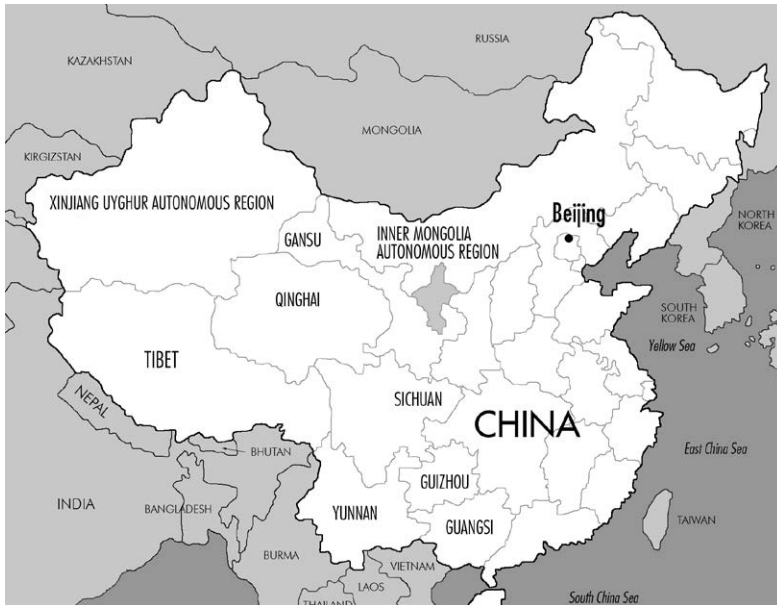 RUSSIA
KAZAKHSTAN
MONGOLIA
KIRGIZSTAN
XINJIANG UYGHUR AUTONOMOUS REGION
GANSU
INNER MONGOLIA
AUTONOMOUS REGION
Beijing
NORTH
KOREA
QINGHAI
SOUTH
KOREA
Yellow Sea
TIBET
NEPAL
SICHUAN
CHINA
East China Sea
BHUTAN
GUIZHOU
INDIA
BANGLADESH
YUNNAN
GUANGSI
TAIWAN
BURMA
VIETNAM
LAOS
THAILAND
South China Sea